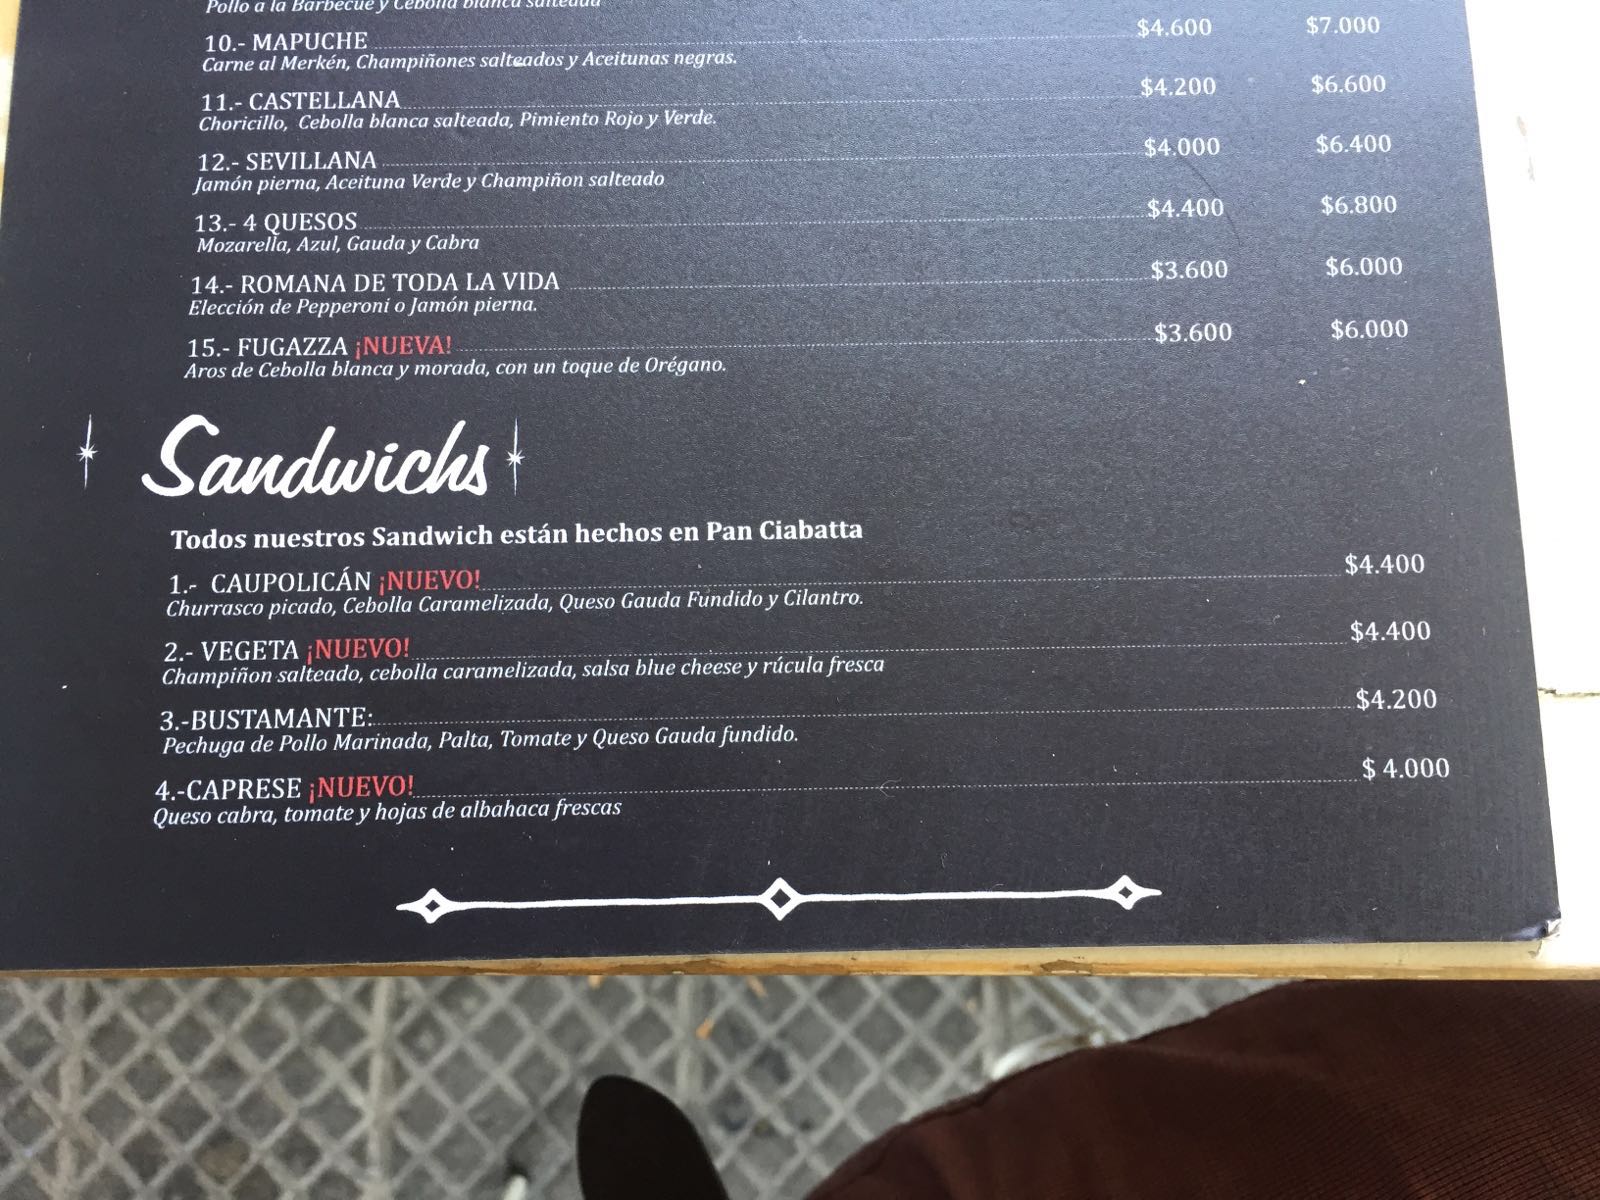 Pollo a la Barbecue y Cebolla blanca salteada
10.- MAPUCHE $4.600 $7.000
Carne al Merkén, Champiñones salteados y Aceitunas negras.
11.- CASTELLANA $4.200 $6.600
Choricillo, Cebolla blanca salteada, Pimiento Rojo y Verde.
12.- SEVILLANA $4.000 $6.400
Jamón pierna, Aceituna Verde y Champiñon salteado
13.- 4 QUESOS $4.400 $6.800
Mozarella, Azul, Gauda y Cabra
14.- ROMANA DE TODA LA VIDA $3.600 $6.000
Elección de Pepperoni o Jamón pierna.
15.- FUGAZZA ¡NUEVA! $3.600 $6.000
Aros de Cebolla blanca y morada, con un toque de Orégano.
Sandwichs
Todos nuestros Sandwich están hechos en Pan Ciabatta
1.- CAUPOLICÁN ¡NUEVO! $4.400
Churrasco picado, Cebolla Caramelizada, Queso Gauda Fundido y Cilantro.
2.- VEGETA ¡NUEVO! $4.400
Champiñon salteado, cebolla caramelizada, salsa blue cheese y rúcula fresca
3.-BUSTAMANTE: $4.200
Pechuga de Pollo Marinada, Palta, Tomate y Queso Gauda fundido.
4.-CAPRESE ¡NUEVO! $ 4.000
Queso cabra, tomate y hojas de albahaca frescas